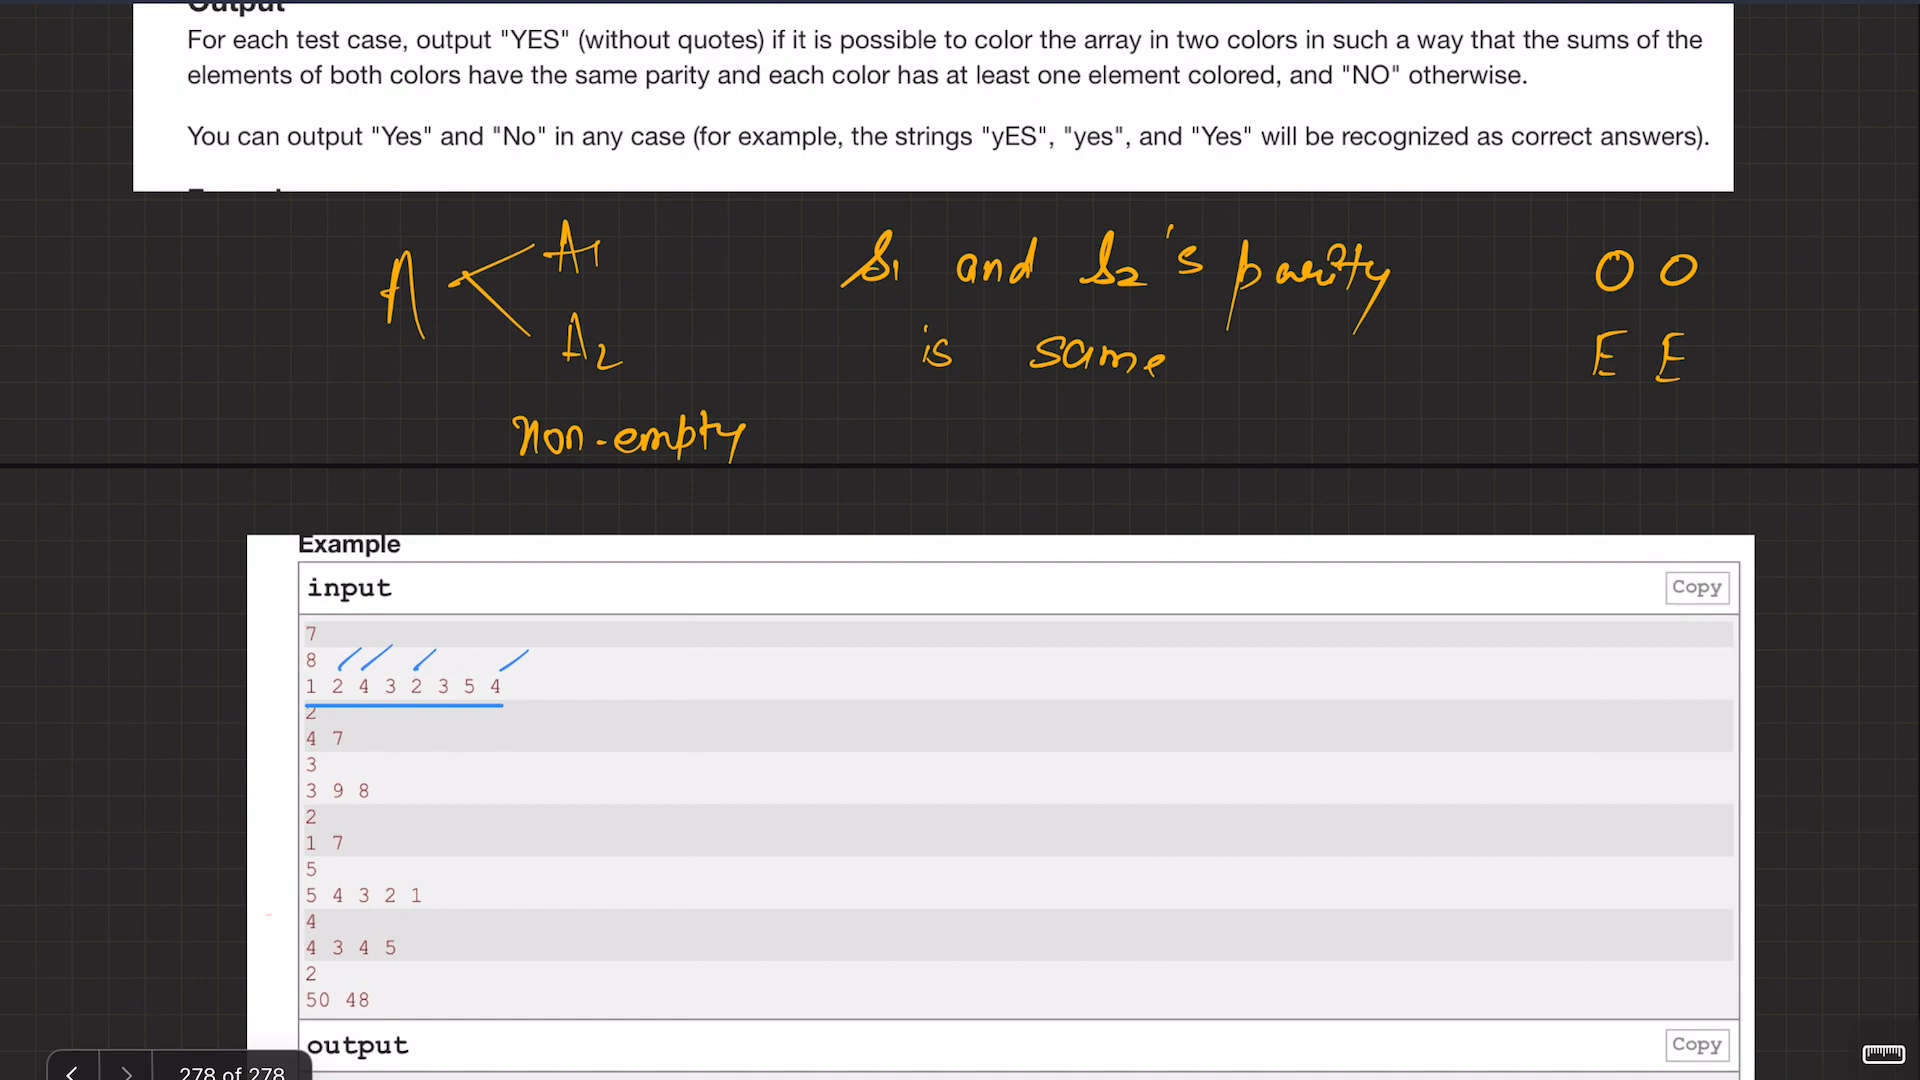 Output
For each test case, output "YES" (without quotes) if it is possible to color the array in two colors in such a way that the sums of the
elements of both colors have the same parity and each color has at least one element colored, and "NO" otherwise.
You can output "Yes" and "No" in any case (for example, the strings "yES", "yes", and "Yes" will be recognized as correct answers).
A A1
A2
non-empty
S1 and S2's parity
is same
O O
E E
Example
input Copy
7
8
1 2 4 3 2 3 5 4
2
4 7
3
3 9 8
2
1 7
5
5 4 3 2 1
4
4 3 4 5
2
50 48
output Copy
278 of 278